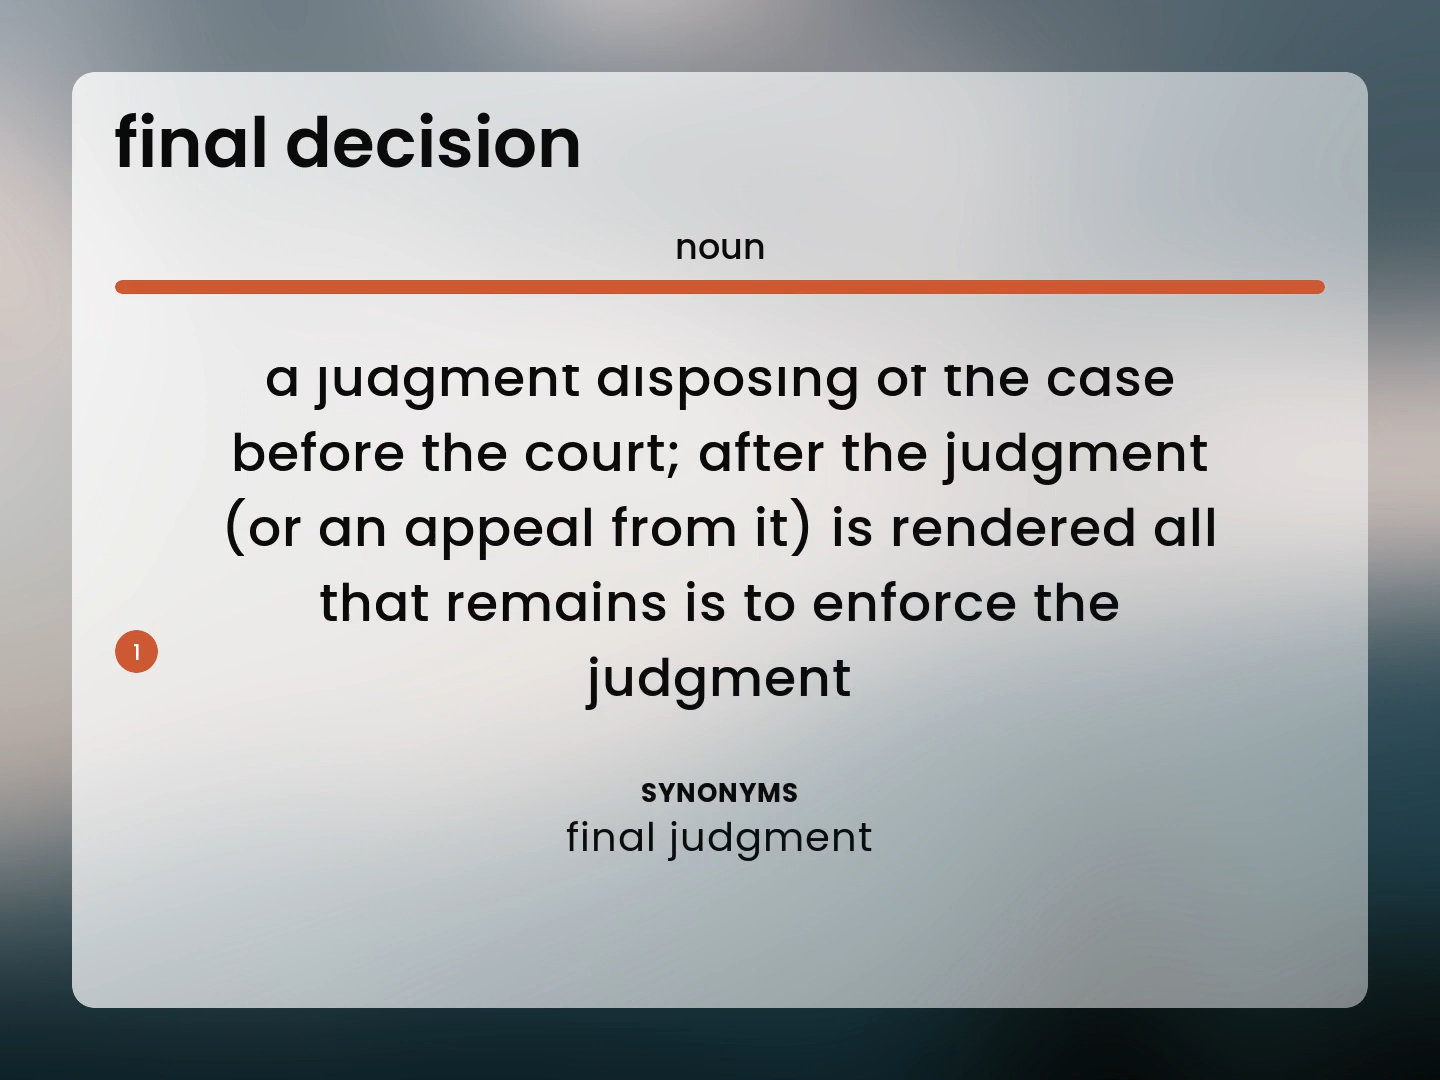 final decision
noun
a judgment disposing of the case
before the court; after the judgment
(or an appeal from it) is rendered all
that remains is to enforce the
judgment
1
SYNONYMS
final judgment